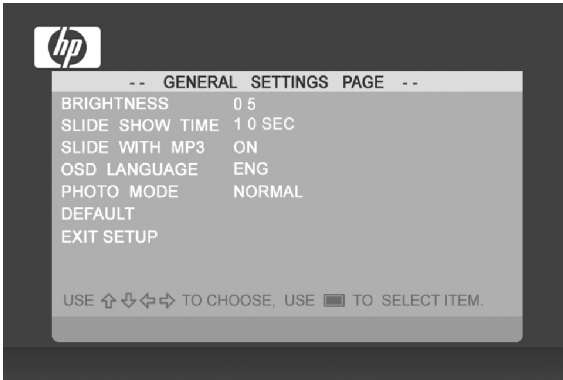 hp
-- GENERAL SETTINGS PAGE --
BRIGHTNESS 0 5
SLIDE SHOW TIME 1 0 SEC
SLIDE WITH MP3 ON
OSD LANGUAGE ENG
PHOTO MODE NORMAL
DEFAULT
EXIT SETUP
USE ⇧⇩⇦⇨ TO CHOOSE, USE ▤ TO SELECT ITEM.